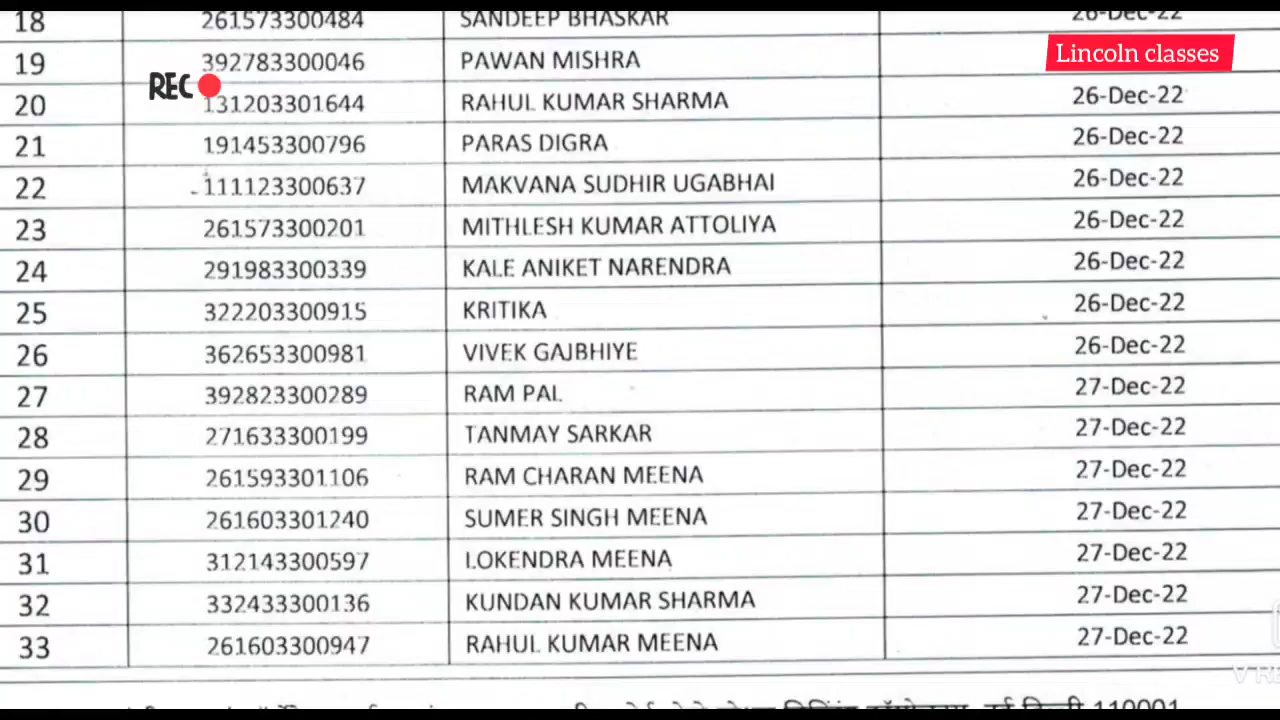 18 261573300484 SANDEEP BHASKAR 26-Dec-22
Lincoln classes
19 392783300046 PAWAN MISHRA
REC
20 131203301644 RAHUL KUMAR SHARMA 26-Dec-22
21 191453300796 PARAS DIGRA 26-Dec-22
22 111123300637 MAKVANA SUDHIR UGABHAI 26-Dec-22
23 261573300201 MITHLESH KUMAR ATTOLIYA 26-Dec-22
24 291983300339 KALE ANIKET NARENDRA 26-Dec-22
25 322203300915 KRITIKA 26-Dec-22
26 362653300981 VIVEK GAJBHIYE 26-Dec-22
27 392823300289 RAM PAL 27-Dec-22
28 271633300199 TANMAY SARKAR 27-Dec-22
29 261593301106 RAM CHARAN MEENA 27-Dec-22
30 261603301240 SUMER SINGH MEENA 27-Dec-22
31 312143300597 LOKENDRA MEENA 27-Dec-22
32 332433300136 KUNDAN KUMAR SHARMA 27-Dec-22
33 261603300947 RAHUL KUMAR MEENA 27-Dec-22
110001